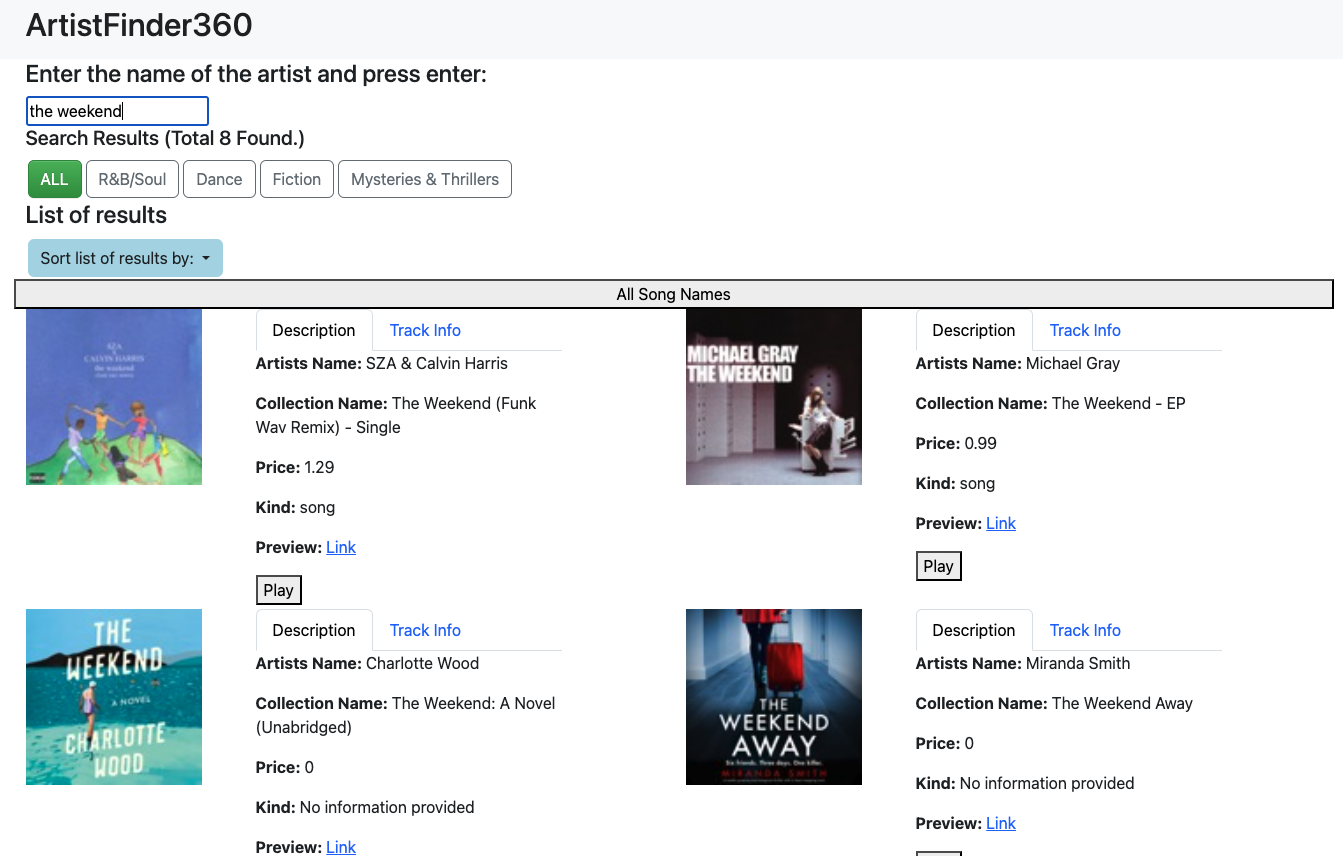 ArtistFinder360
Enter the name of the artist and press enter:
the weekend
Search Results (Total 8 Found.)
ALL R&B/Soul Dance Fiction Mysteries & Thrillers
List of results
Sort list of results by:
All Song Names
SZA
CALVIN HARRIS
the weekend
Description Track Info
Artists Name: SZA & Calvin Harris
Collection Name: The Weekend (Funk
Wav Remix) - Single
Price: 1.29
Kind: song
Preview: Link
Play
MICHAEL GRAY
THE WEEKEND
Description Track Info
Artists Name: Michael Gray
Collection Name: The Weekend - EP
Price: 0.99
Kind: song
Preview: Link
Play
THE
WEEKEND
A NOVEL
CHARLOTTE
WOOD
Description Track Info
Artists Name: Charlotte Wood
Collection Name: The Weekend: A Novel
(Unabridged)
Price: 0
Kind: No information provided
Preview: Link
THE
WEEKEND
AWAY
Six friends. Three days. One killer.
MIRANDA SMITH
Description Track Info
Artists Name: Miranda Smith
Collection Name: The Weekend Away
Price: 0
Kind: No information provided
Preview: Link